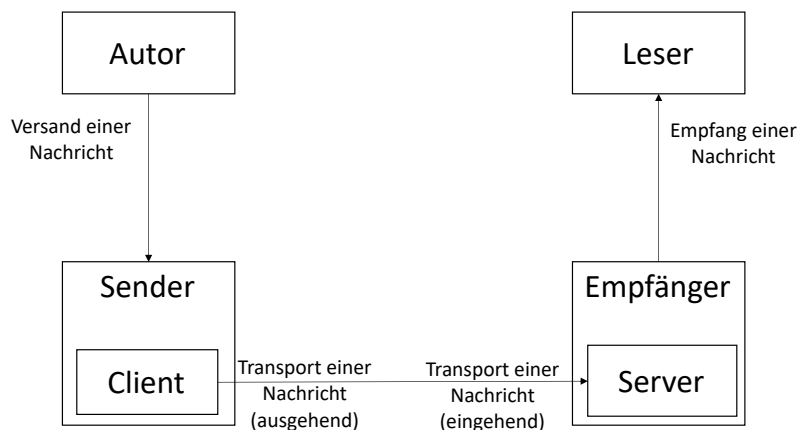 Autor
Leser
Versand einer
Nachricht
Empfang einer
Nachricht
Sender
Empfänger
Client
Transport einer
Nachricht
(ausgehend)
Transport einer
Nachricht
(eingehend)
Server